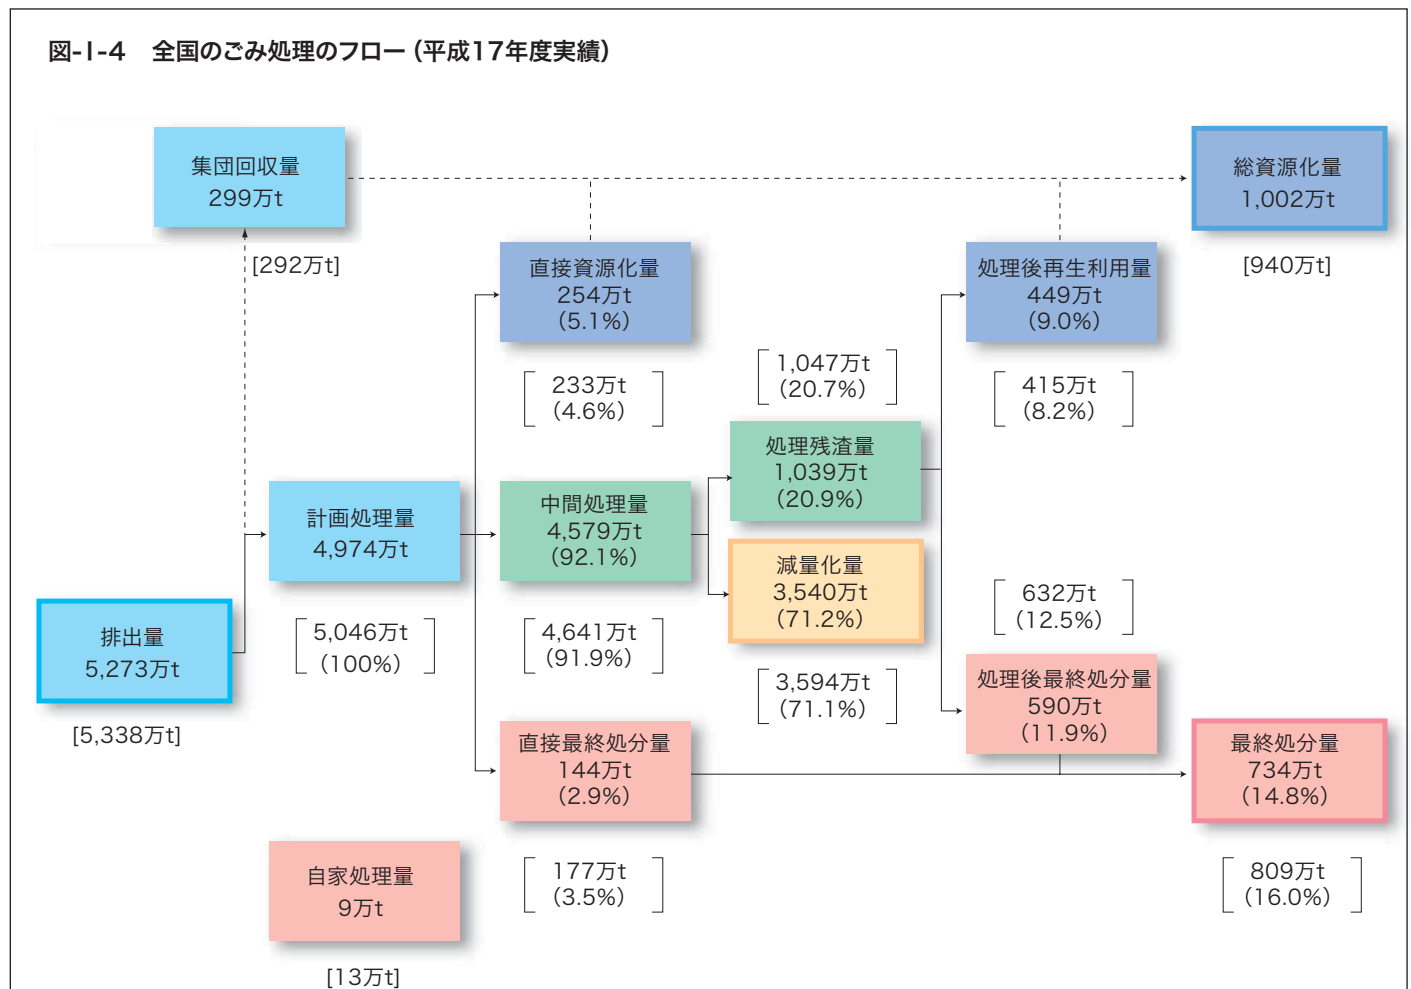 図-1-4 全国のごみ処理のフロー（平成17年度実績）
集団回収量
299万t
[292万t]
総資源化量
1,002万t
[940万t]
直接資源化量
254万t
（5.1%）
233万t
（4.6%）
処理後再生利用量
449万t
（9.0%）
415万t
（8.2%）
1,047万t
（20.7%）
処理残渣量
1,039万t
（20.9%）
計画処理量
4,974万t
5,046万t
（100%）
中間処理量
4,579万t
（92.1%）
4,641万t
（91.9%）
減量化量
3,540万t
（71.2%）
3,594万t
（71.1%）
排出量
5,273万t
[5,338万t]
632万t
（12.5%）
処理後最終処分量
590万t
（11.9%）
直接最終処分量
144万t
（2.9%）
177万t
（3.5%）
最終処分量
734万t
（14.8%）
809万t
（16.0%）
自家処理量
9万t
[13万t]